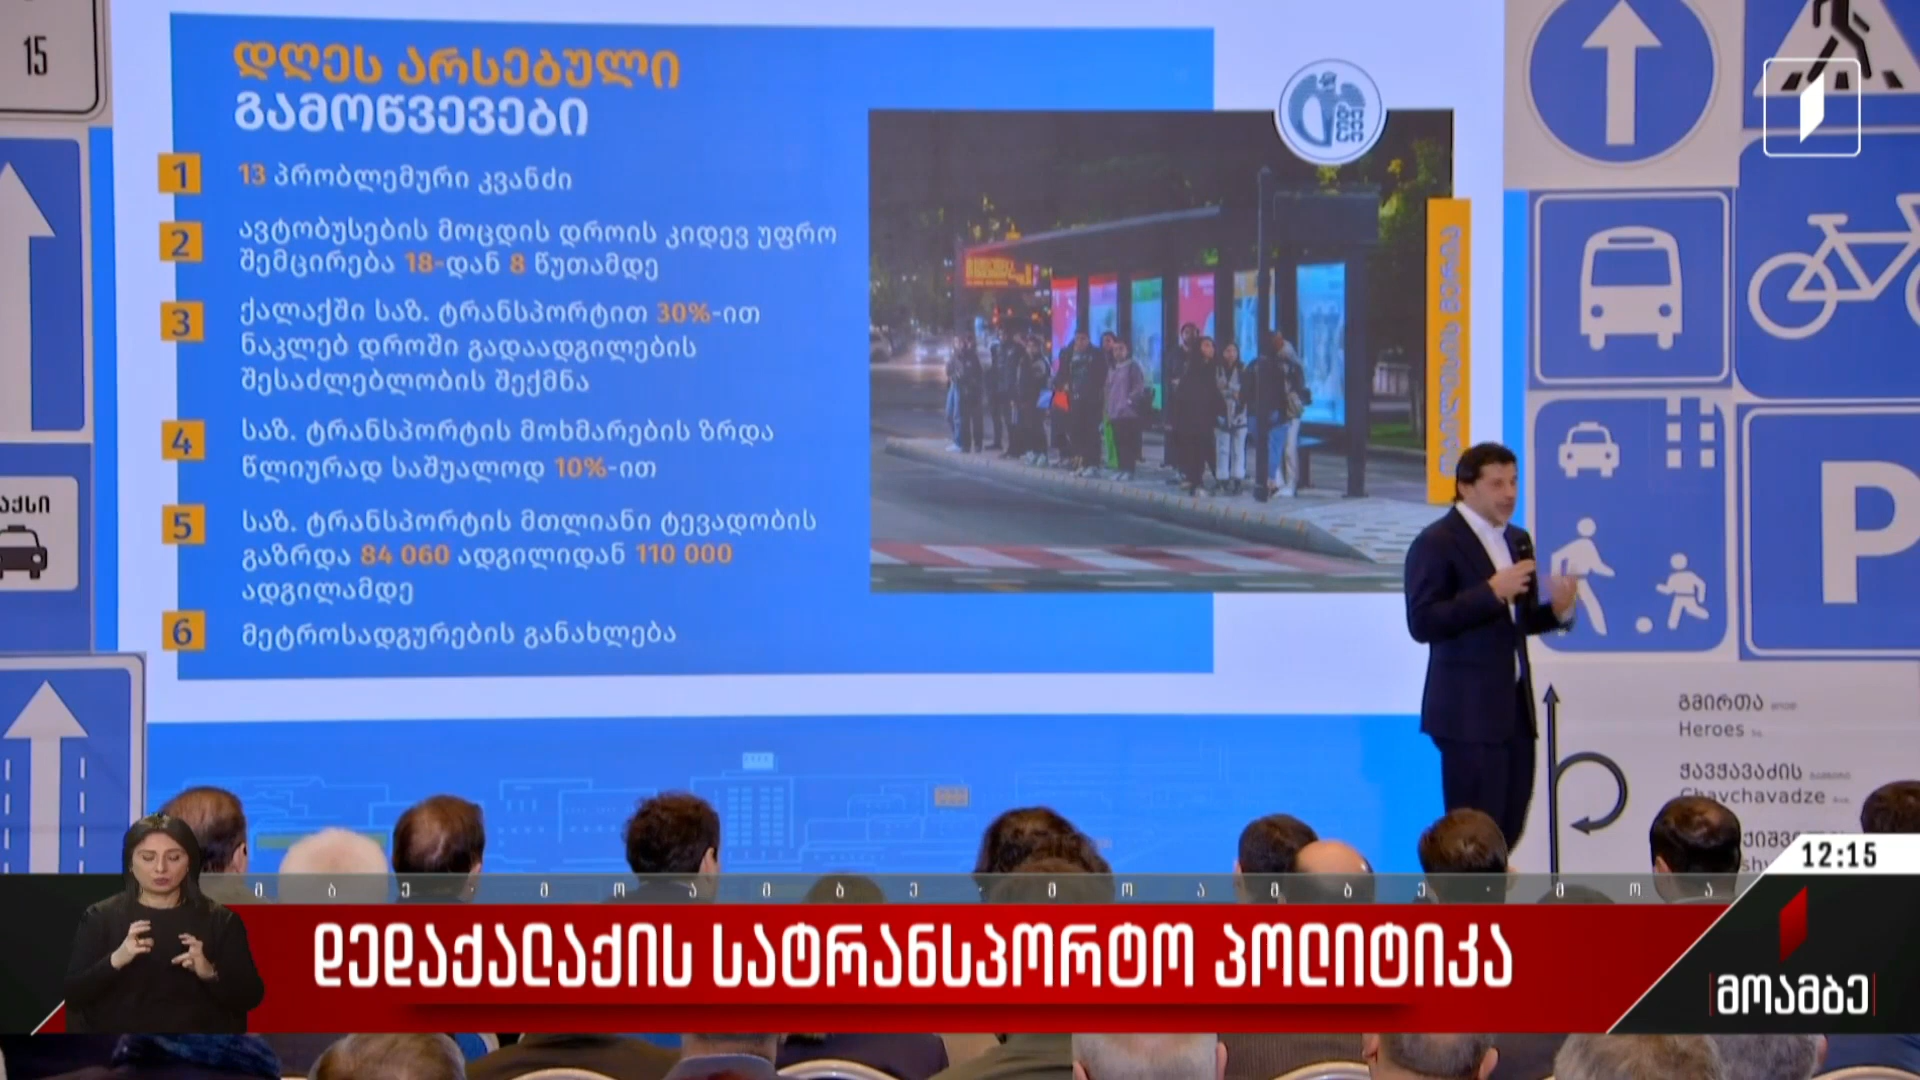 15
დღეს არსებული
გამოწვევები
1 13 პრობლემური კვანძი
2 ავტობუსების მოცდის დროის კიდევ უფრო
შემცირება 18-დან 8 წუთამდე
3 ქალაქში საზ. ტრანსპორტით 30%-ით
ნაკლებ დროში გადაადგილების
შესაძლებლობის შექმნა
4 საზ. ტრანსპორტის მოხმარების ზრდა
წლიურად საშუალოდ 10%-ით
5 საზ. ტრანსპორტის მთლიანი ტევადობის
გაზრდა 84 060 ადგილიდან 110 000
ადგილამდე
6 მეტროსადგურების განახლება
P
გმირთა
Heroes
ჭავჭავაძის
Chavchavadze
12:15
მ ბ ე · მ ო ა მ ბ ე · მ ო ა მ ბ ე · მ ო ა
დედაქალაქის სატრანსპორტო პოლიტიკა
მოამბე